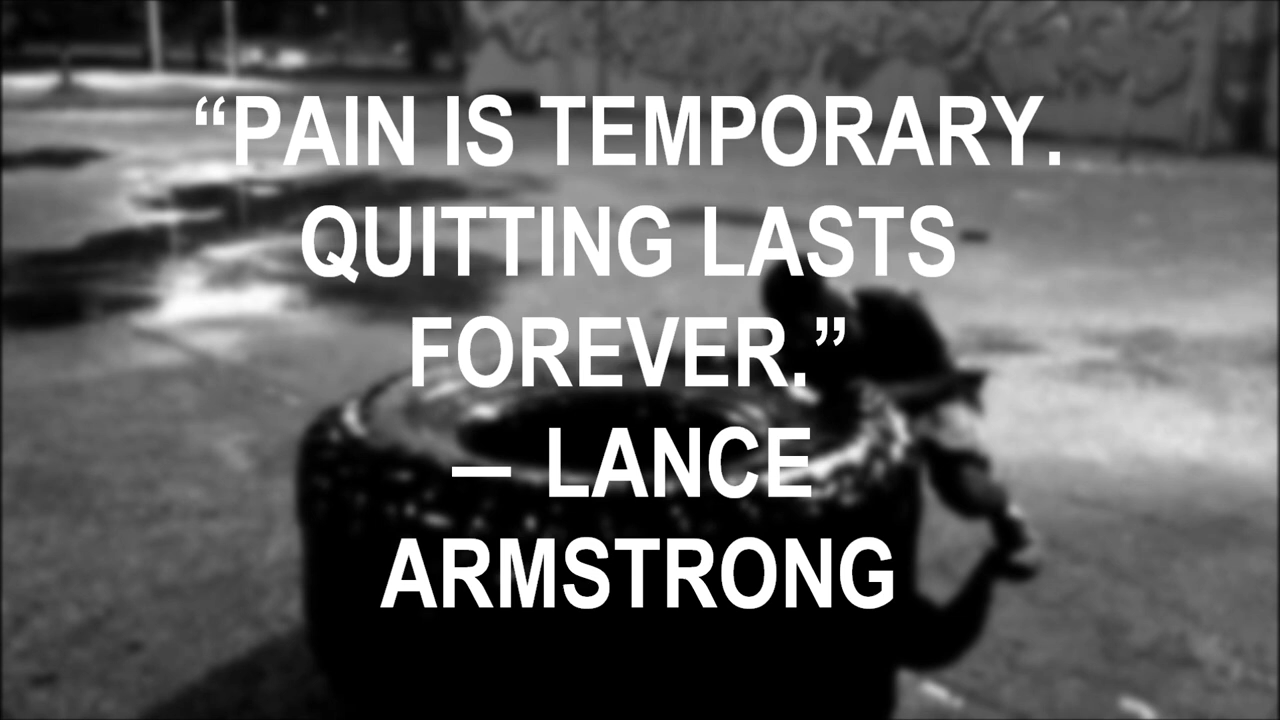 “PAIN IS TEMPORARY.
QUITTING LASTS
FOREVER.”
— LANCE
ARMSTRONG